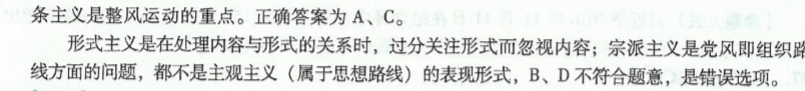 条主义是整风运动的重点。正确答案为 A、C。
形式主义是在处理内容与形式的关系时，过分关注形式而忽视内容；宗派主义是党风即组织路
线方面的问题，都不是主观主义（属于思想路线）的表现形式，B、D 不符合题意，是错误选项。